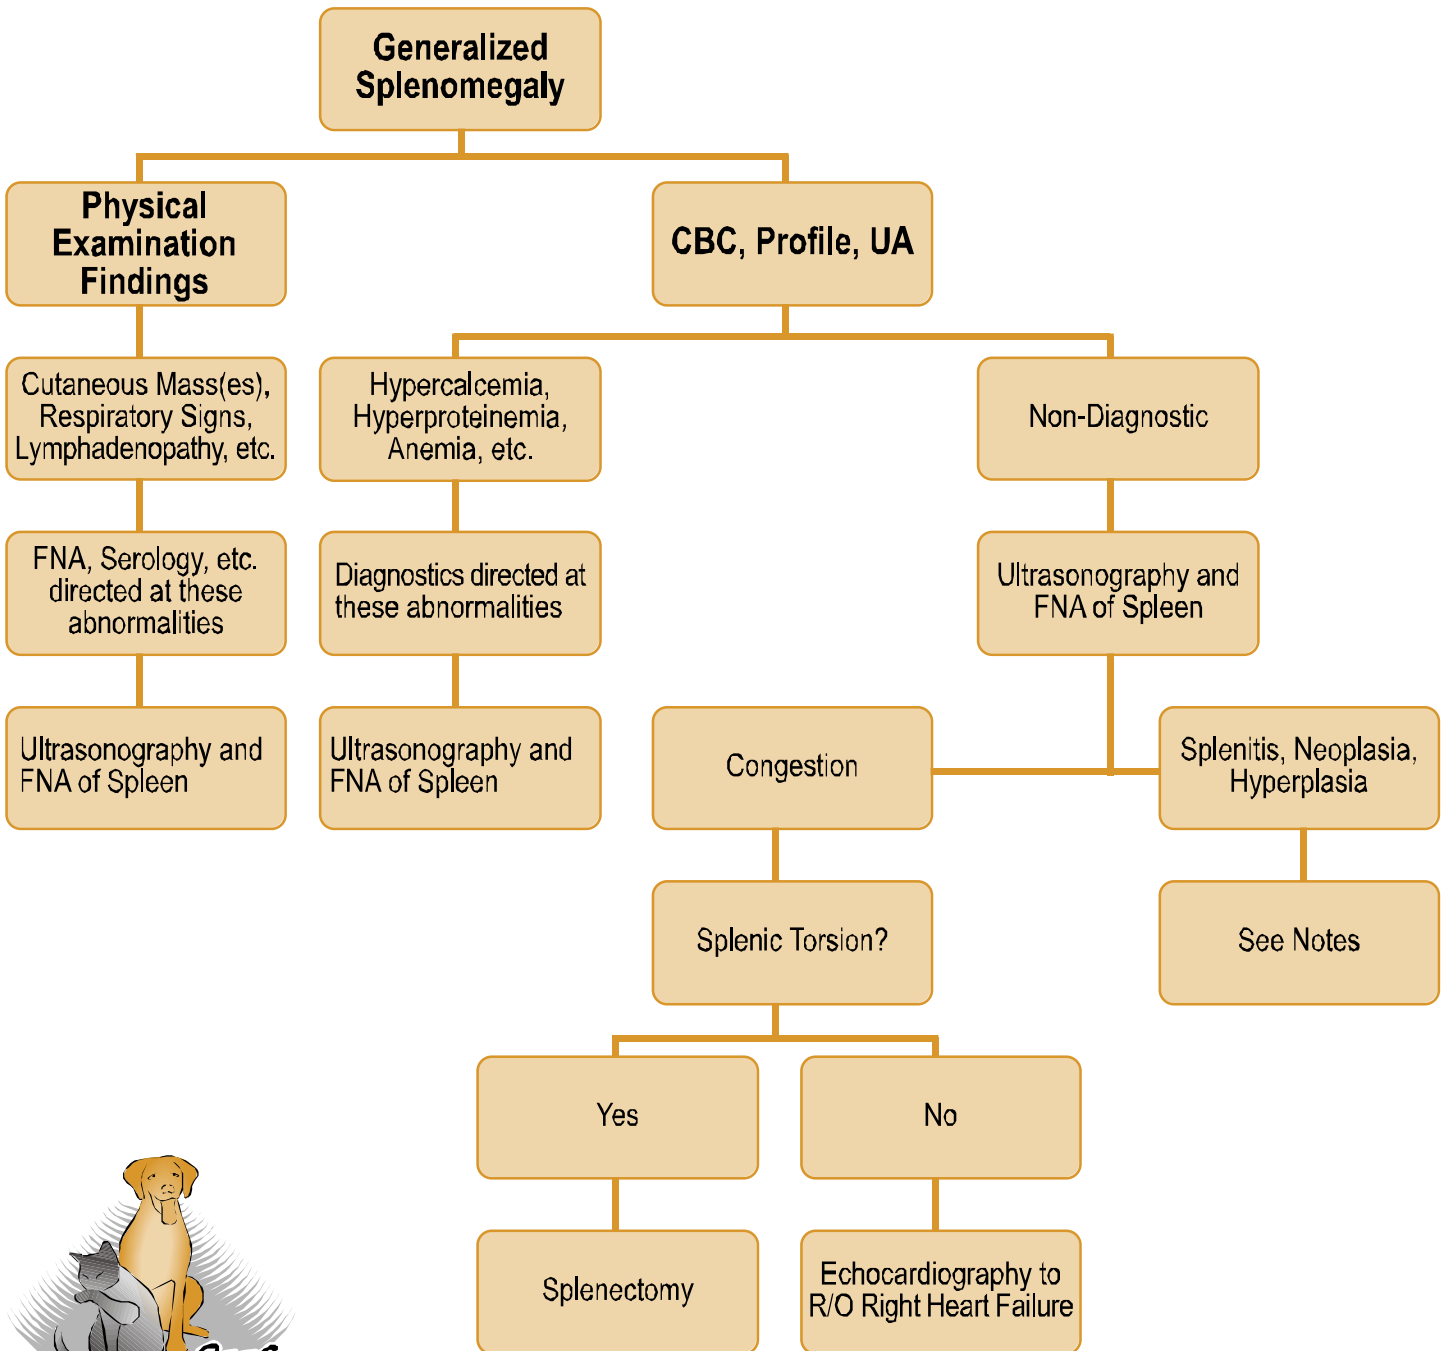 Generalized
Splenomegaly
Physical
Examination
Findings
CBC, Profile, UA
Cutaneous Mass(es),
Respiratory Signs,
Lymphadenopathy, etc.
Hypercalcemia,
Hyperproteinemia,
Anemia, etc.
Non-Diagnostic
FNA, Serology, etc.
directed at these
abnormalities
Diagnostics directed at
these abnormalities
Ultrasonography and
FNA of Spleen
Ultrasonography and
FNA of Spleen
Ultrasonography and
FNA of Spleen
Congestion
Splenitis, Neoplasia,
Hyperplasia
Splenic Torsion?
See Notes
Yes
No
Splenectomy
Echocardiography to
R/O Right Heart Failure